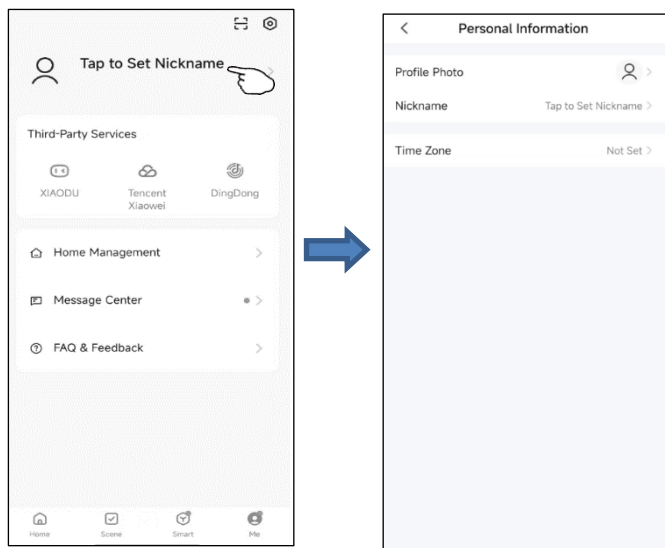 Tap to Set Nickname
Third-Party Services
XIAODU
Tencent
Xiaowei
DingDong
Home Management
Message Center
FAQ & Feedback
Home
Scene
Smart
Me
Personal Information
Profile Photo
Nickname
Tap to Set Nickname
Time Zone
Not Set